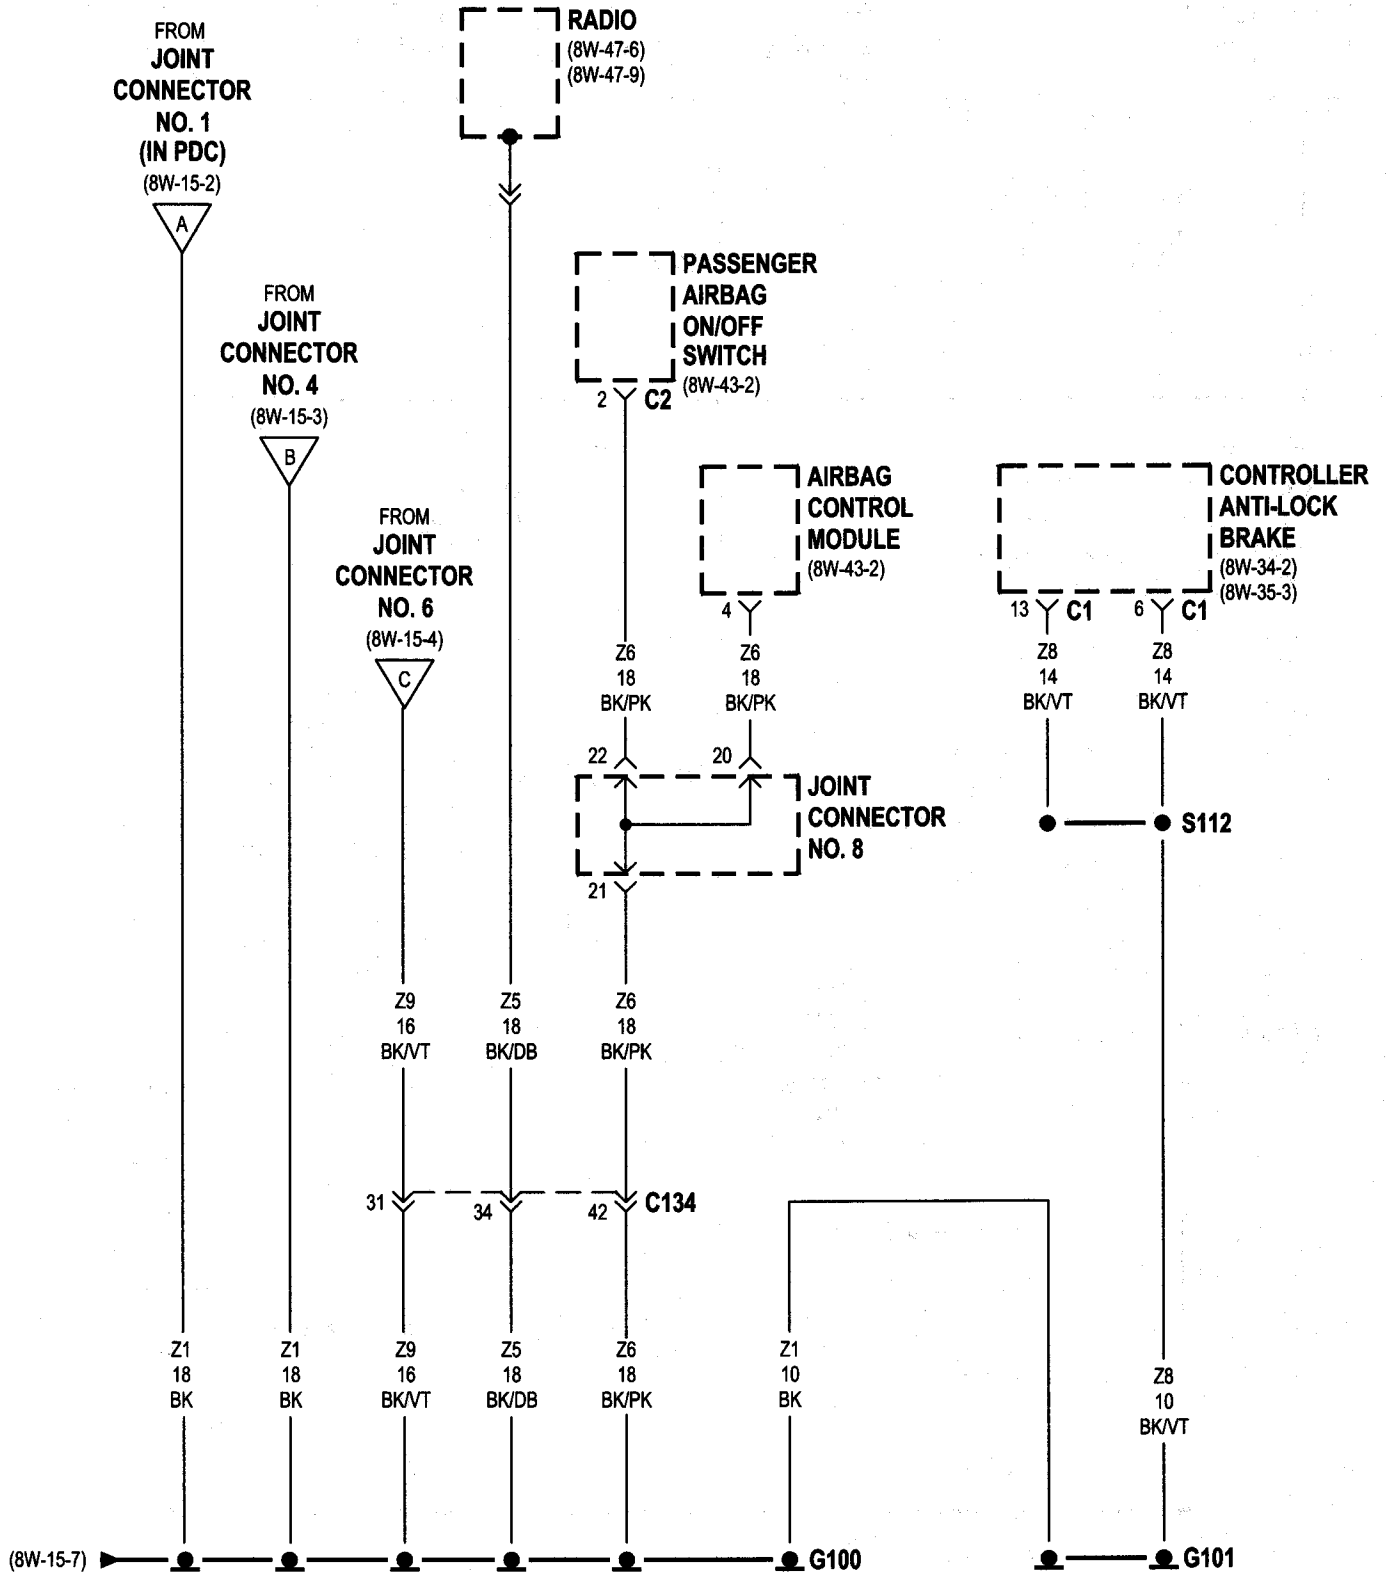 FROM
JOINT
CONNECTOR
NO. 1
(IN PDC)
(8W-15-2)
A
RADIO
(8W-47-6)
(8W-47-9)
FROM
JOINT
CONNECTOR
NO. 4
(8W-15-3)
B
PASSENGER
AIRBAG
ON/OFF
SWITCH
(8W-43-2)
2
C2
FROM
JOINT
CONNECTOR
NO. 6
(8W-15-4)
C
AIRBAG
CONTROL
MODULE
(8W-43-2)
4
CONTROLLER
ANTI-LOCK
BRAKE
(8W-34-2)
(8W-35-3)
13
C1
6
C1
Z6
18
BK/PK
Z6
18
BK/PK
Z8
14
BK/VT
Z8
14
BK/VT
22
20
JOINT
CONNECTOR
NO. 8
21
S112
Z9
16
BK/VT
Z5
18
BK/DB
Z6
18
BK/PK
31
34
42
C134
Z1
18
BK
Z1
18
BK
Z9
16
BK/VT
Z5
18
BK/DB
Z6
18
BK/PK
Z1
10
BK
Z8
10
BK/VT
(8W-15-7)
G100
G101